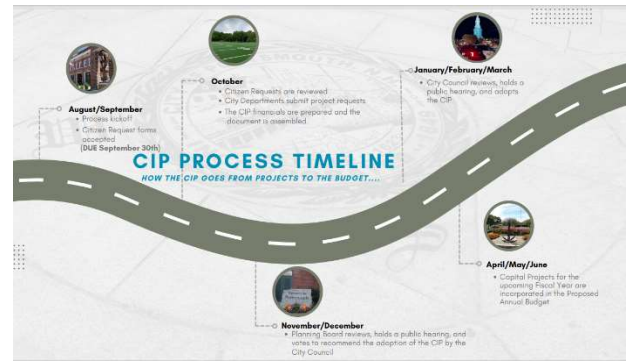 January/February/March
• City Council reviews, holds a
public hearing, and adopts
the CIP
October
• Citizen Requests are reviewed
• City Departments submit project requests
• The CIP financials are prepared and the
document is assembled
August/September
• Process kickoff
• Citizen Request forms
accepted
(DUE September 30th)
CIP PROCESS TIMELINE
HOW THE CIP GOES FROM PROJECTS TO THE BUDGET....
April/May/June
• Capital Projects for the
upcoming Fiscal Year are
incorporated in the Proposed
Annual Budget
November/December
• Planning Board reviews, holds a public hearing, and
votes to recommend the adoption of the CIP by the
City Council